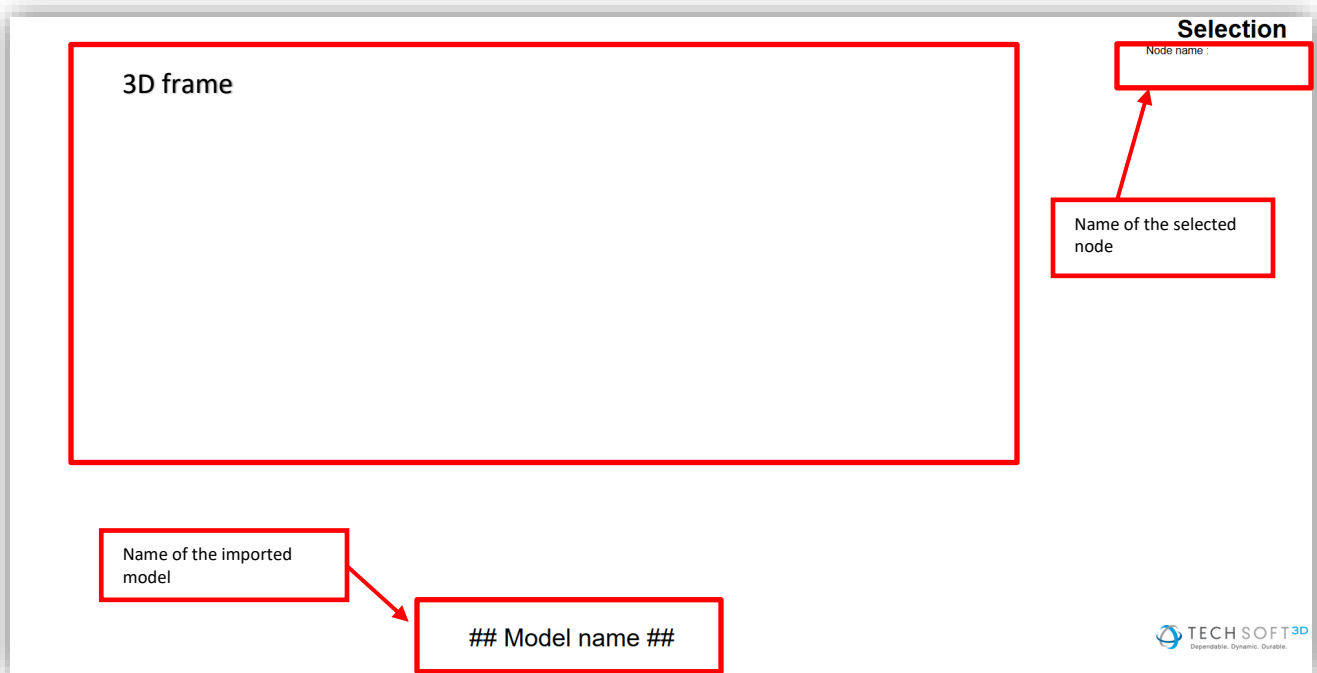 Selection
Node name :
3D frame
Name of the selected
node
Name of the imported
model
## Model name ##
TECH SOFT 3D
Dependable. Dynamic. Durable.